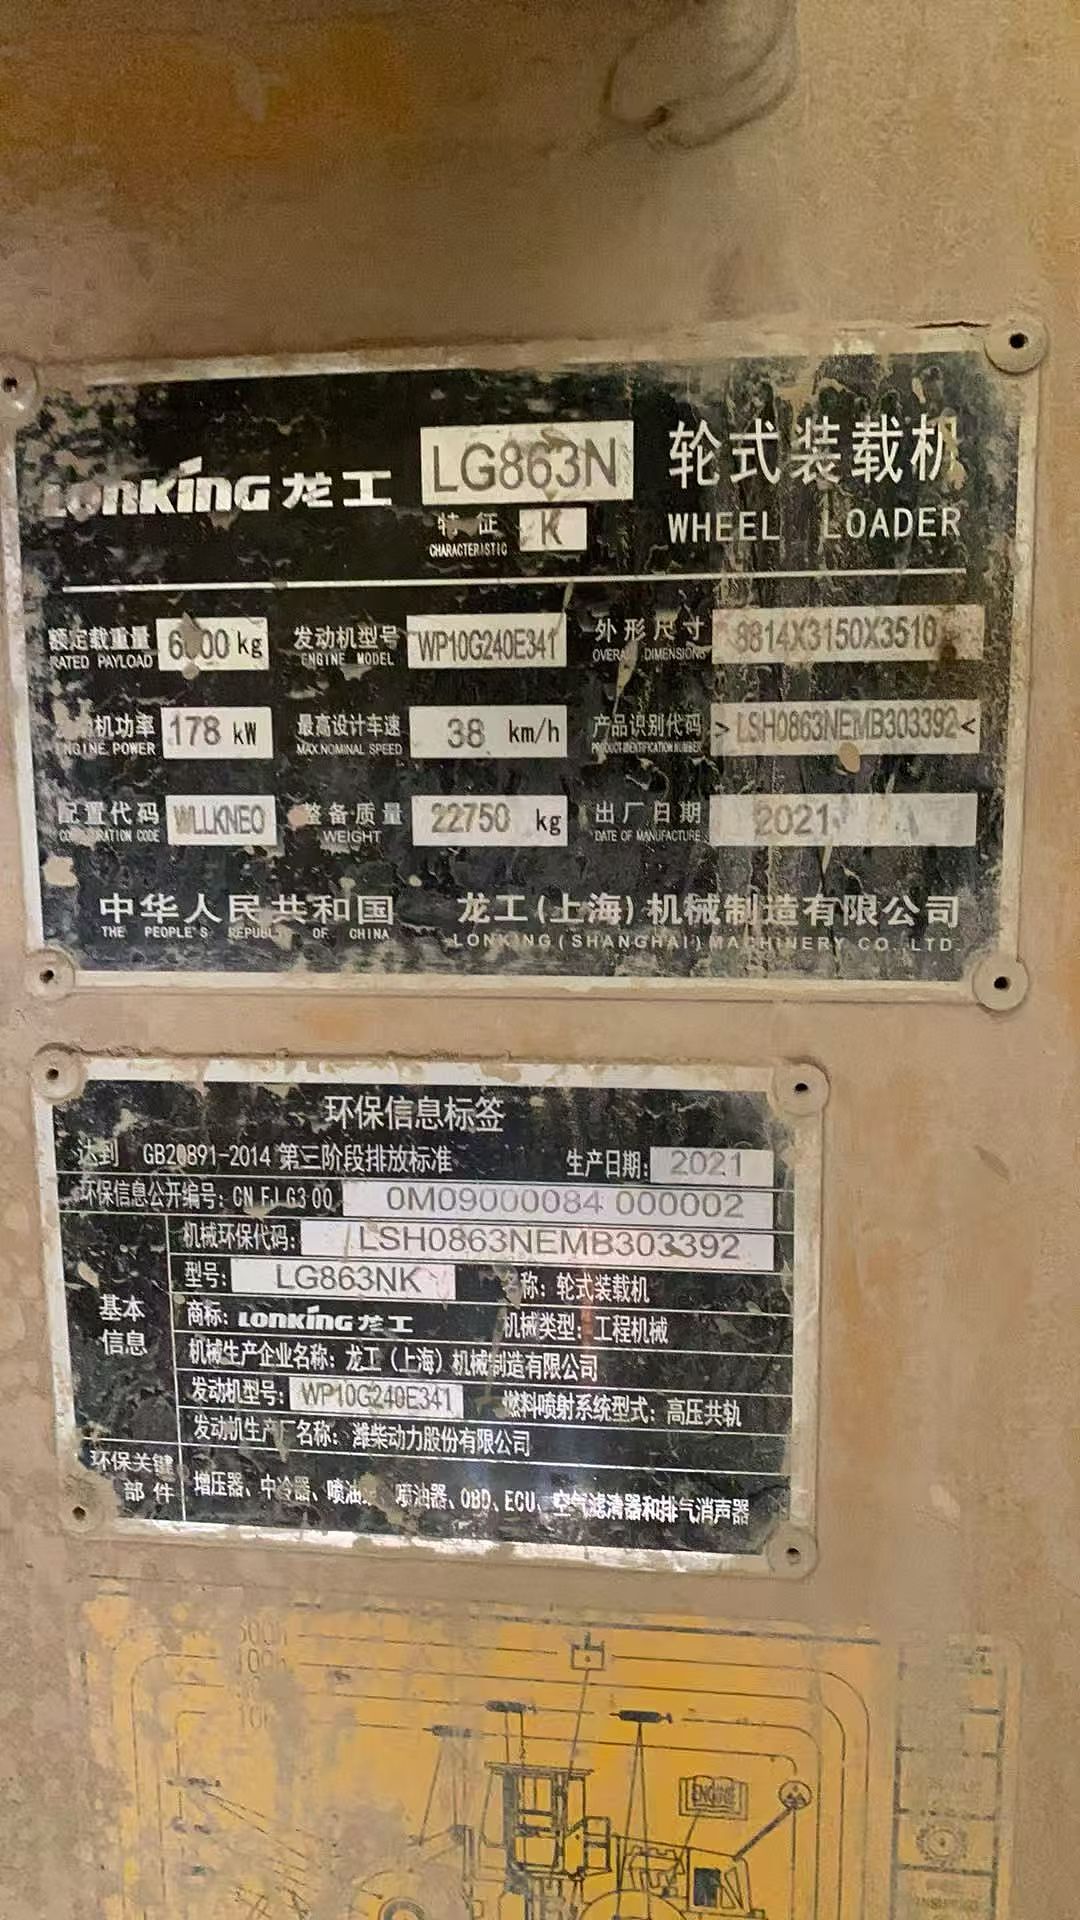 LONKING 龙工 LG863N 轮式装载机
特征 K WHEEL LOADER
CHARACTERISTIC
额定载重量 kg 发动机型号 WP10G240E341 外形尺寸 8814X3150X3510
RATED PAYLOAD ENGINE MODEL OVERALL DIMENSIONS
机功率 178 kW 最高设计车速 38 km/h 产品识别代码 >LSH0863NEMB303392<
ENGINE POWER MAX.NOMINAL SPEED PRODUCT IDENTIFICATION NUMBER
配置代码 WLLKNEO 整备质量 22750 kg 出厂日期 2021
CODE WEIGHT DATE OF MANUFACTURE
中华人民共和国 龙工(上海)机械制造有限公司
THE PEOPLE'S REPUBLIC OF CHINA LONKING(SHANGHAI)MACHINERY CO.,LTD.
环保信息标签
达到 GB20891-2014 第三阶段排放标准 生产日期: 2021
环保信息公开编号: CN FJ G3 00 0M09000084 000002
机械环保代码: LSH0863NEMB303392
型号: LG863NK 名称: 轮式装载机
基本信息
商标: LONKING 龙工 机械类型: 工程机械
机械生产企业名称: 龙工(上海)机械制造有限公司
发动机型号: WP10G240E341 燃料喷射系统型式: 高压共轨
发动机生产厂名称: 潍柴动力股份有限公司
环保关键部件 增压器、中冷器、喷油、喷油器、OBD、ECU、空气滤清器和排气消声器
ENGINE